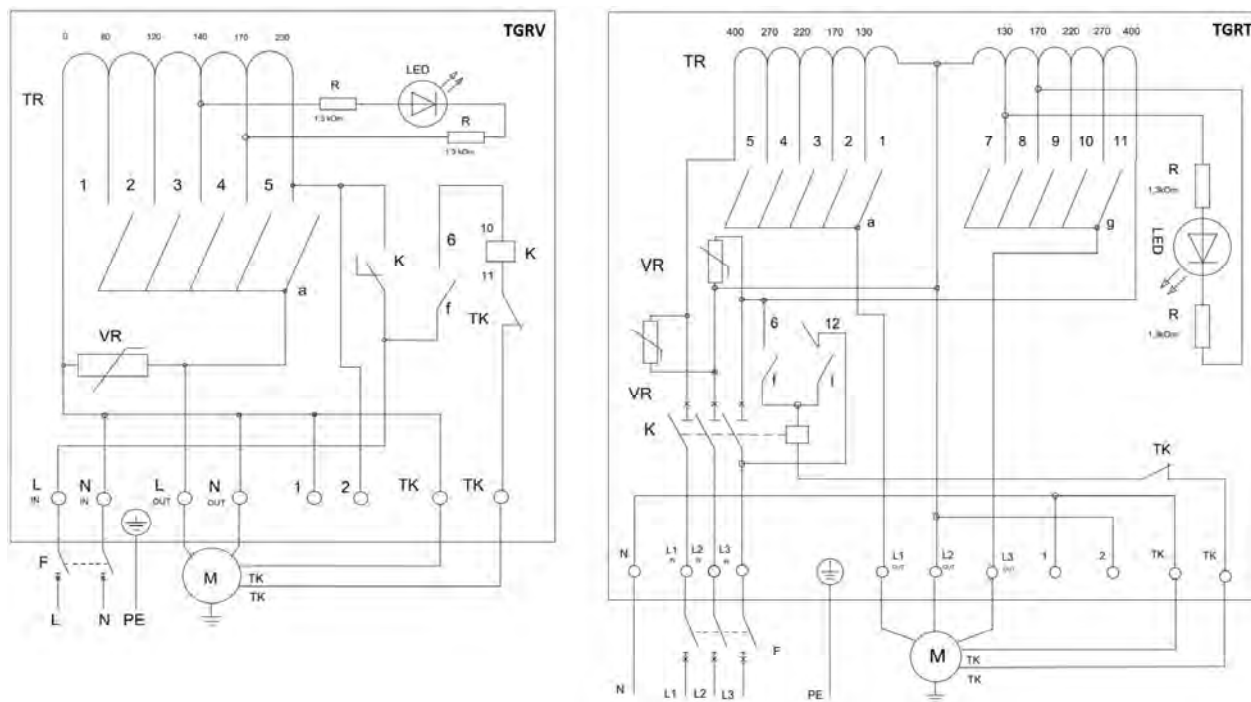 TGRV
0 80 120 140 170 230
TR
LED
R
1,3 kOm
R
1,3 kOm
1 2 3 4 5
6
10
K
11
K
a
f
TK
VR
L IN
N IN
L OUT
N OUT
1
2
TK
TK
F
M
TK
TK
L N PE
TGRT
400 270 220 170 130
130 170 220 270 400
TR
5 4 3 2 1
7 8 9 10 11
R
1,3kOm
LED
R
1,3kOm
a
g
VR
6
12
f
f
VR
K
TK
N
L1
L2
L3
L1 OUT
L2 OUT
L3 OUT
1
2
TK
TK
F
M
TK
TK
N L1 L2 L3 PE